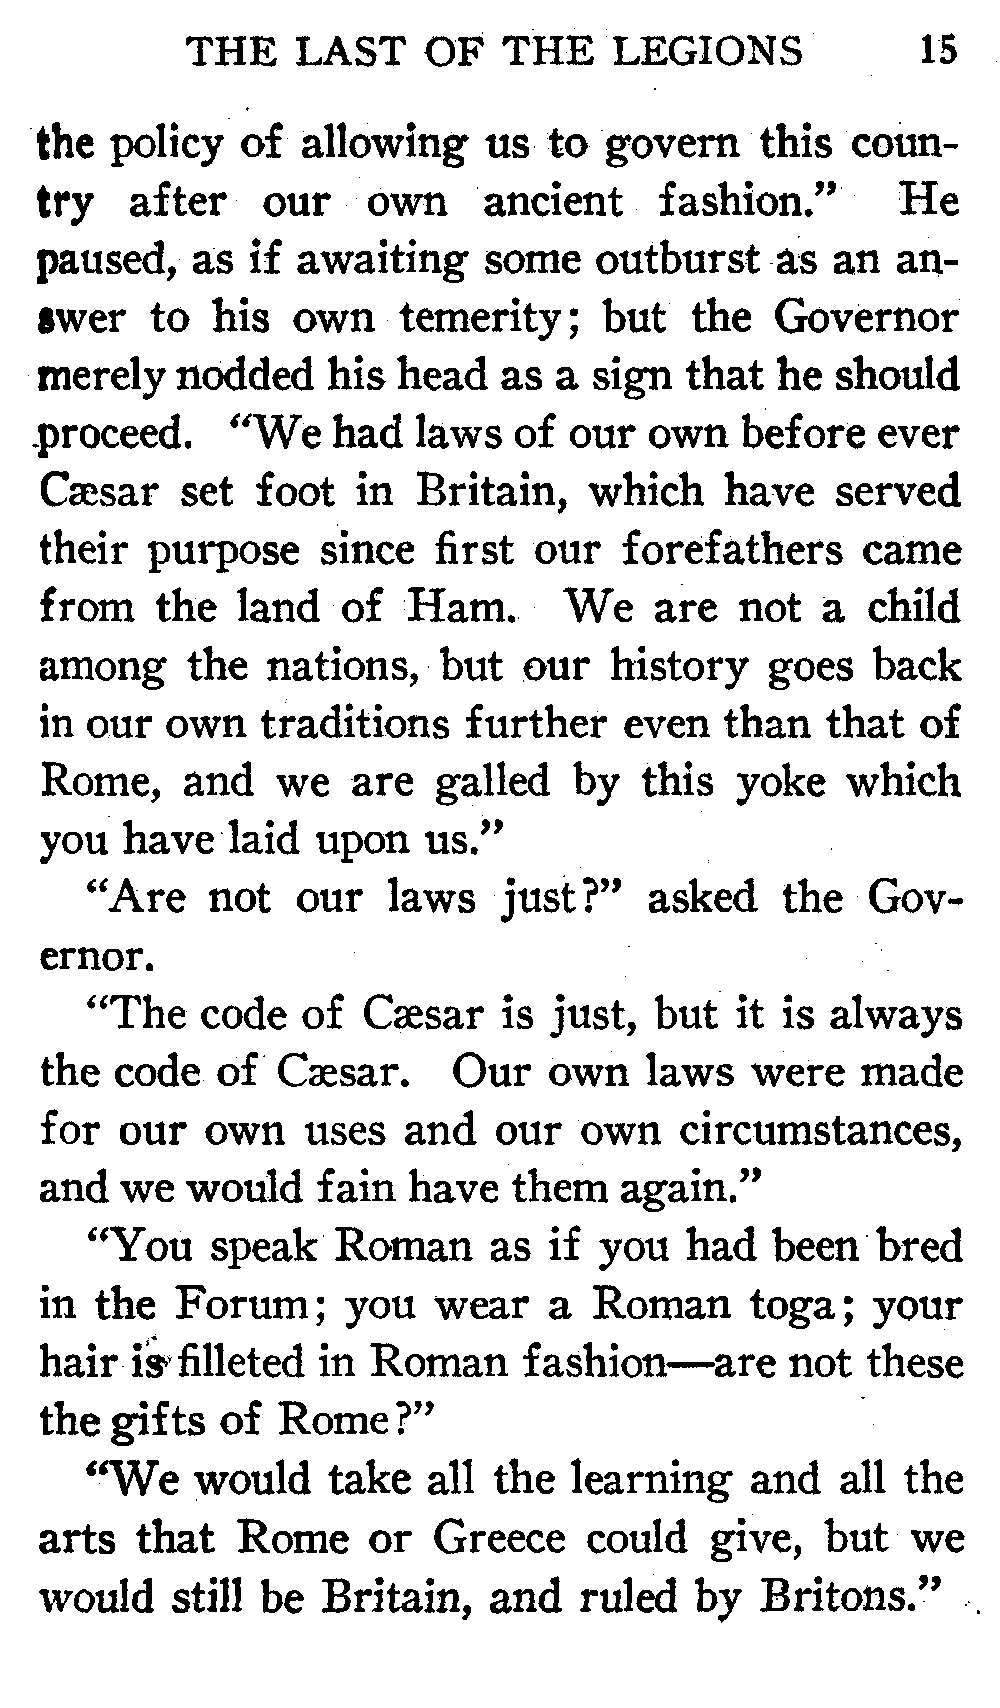 THE LAST OF THE LEGIONS 15
the policy of allowing us to govern this coun-
try after our own ancient fashion.” He
paused, as if awaiting some outburst as an an-
swer to his own temerity; but the Governor
merely nodded his head as a sign that he should
proceed. “We had laws of our own before ever
Cæsar set foot in Britain, which have served
their purpose since first our forefathers came
from the land of Ham. We are not a child
among the nations, but our history goes back
in our own traditions further even than that of
Rome, and we are galled by this yoke which
you have laid upon us.”
“Are not our laws just?” asked the Gov-
ernor.
“The code of Cæsar is just, but it is always
the code of Cæsar. Our own laws were made
for our own uses and our own circumstances,
and we would fain have them again.”
“You speak Roman as if you had been bred
in the Forum; you wear a Roman toga; your
hair is filleted in Roman fashion—are not these
the gifts of Rome?”
“We would take all the learning and all the
arts that Rome or Greece could give, but we
would still be Britain, and ruled by Britons.”